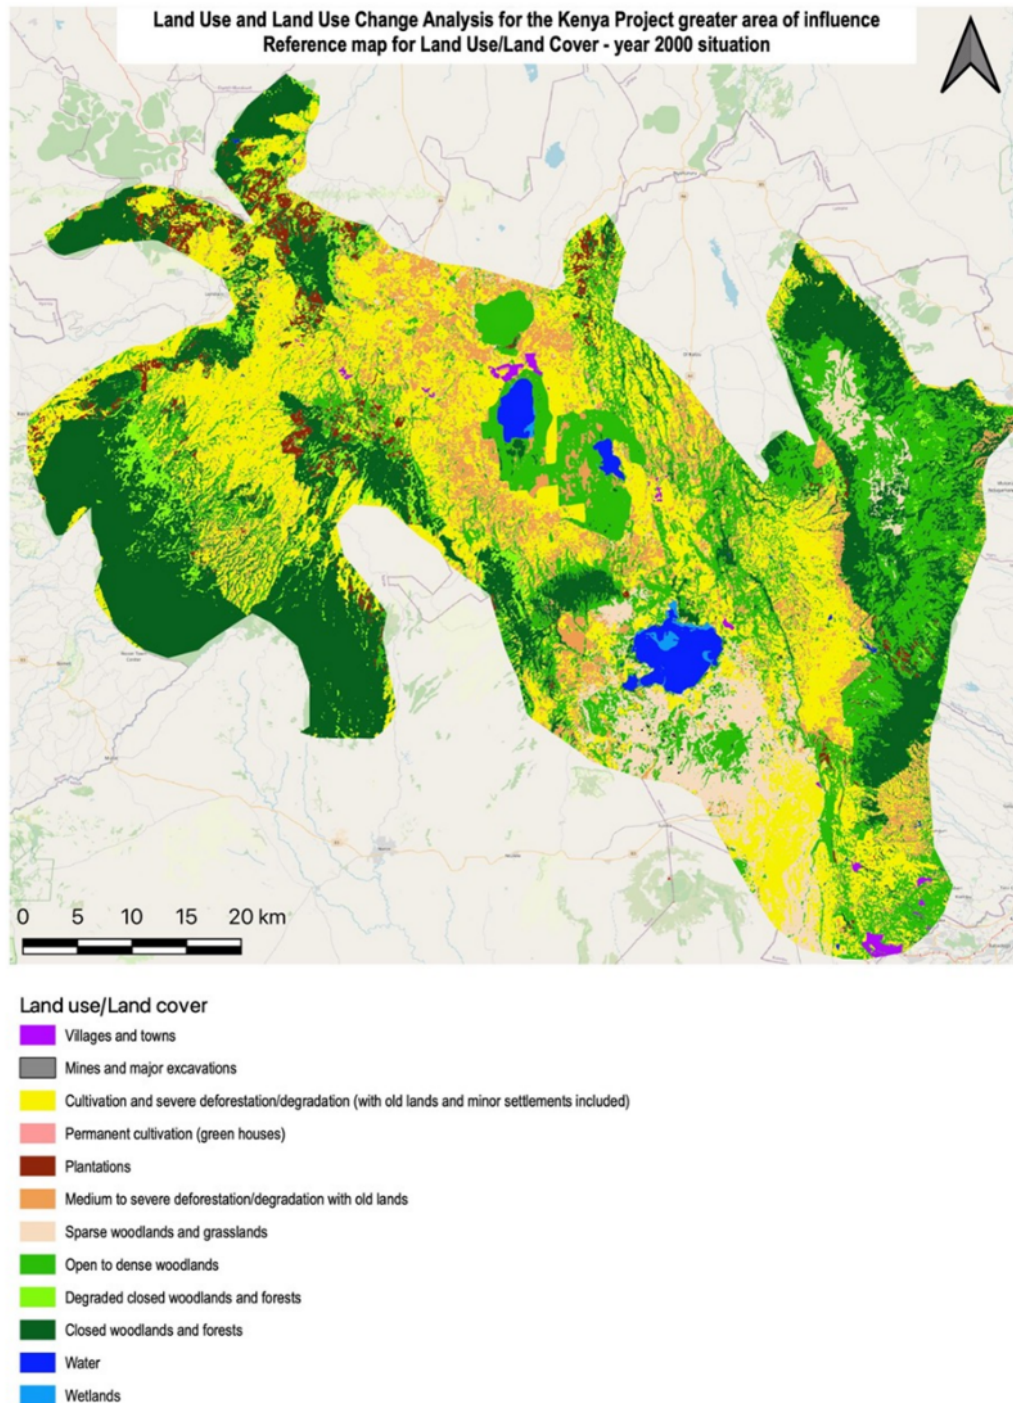 Land Use and Land Use Change Analysis for the Kenya Project greater area of influence
Reference map for Land Use/Land Cover - year 2000 situation
0 5 10 15 20 km
Land use/Land cover
Villages and towns
Mines and major excavations
Cultivation and severe deforestation/degradation (with old lands and minor settlements included)
Permanent cultivation (green houses)
Plantations
Medium to severe deforestation/degradation with old lands
Sparse woodlands and grasslands
Open to dense woodlands
Degraded closed woodlands and forests
Closed woodlands and forests
Water
Wetlands